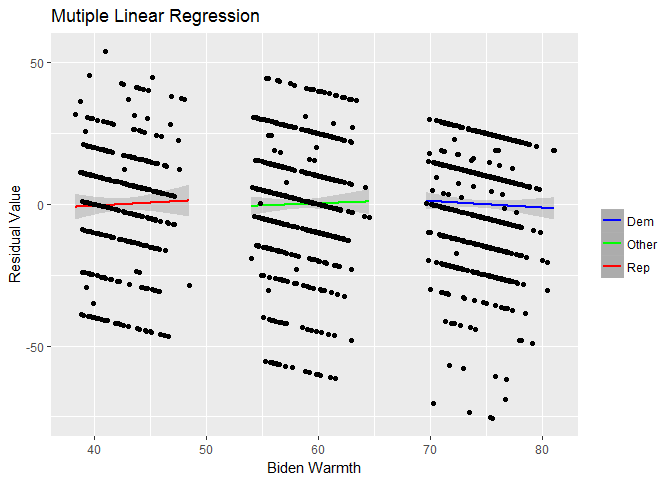 Mutiple Linear Regression
Residual Value
50
0
-50
Dem
Other
Rep
40
50
60
70
80
Biden Warmth